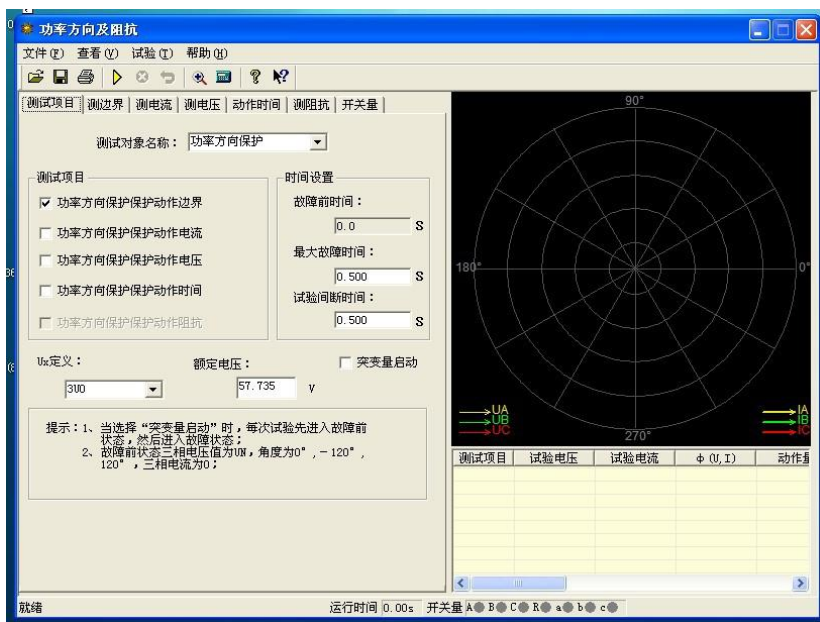 功率方向及阻抗
文件(F) 查看(V) 试验(T) 帮助(H)
测试项目 测边界 测电流 测电压 动作时间 测阻抗 开关量
测试对象名称： 功率方向保护
测试项目
功率方向保护保护动作边界
功率方向保护保护动作电流
功率方向保护保护动作电压
功率方向保护保护动作时间
功率方向保护保护动作阻抗
时间设置
故障前时间：
0.0 S
最大故障时间：
0.500 S
试验间断时间：
0.500 S
Ux定义：
3U0
额定电压：
57.735 V
突变量启动
提示：1、当选择“突变量启动”时，每次试验先进入故障前
状态，然后进入故障状态；
2、故障前状态三相电压值为UN，角度为0°，－120°，
120°，三相电流为0；
90°
180° 0°
270°
UA
UB
UC
IA
IB
IC
测试项目 试验电压 试验电流 φ(U,I) 动作量
就绪 运行时间 0.00s 开关量 A B C R a b c